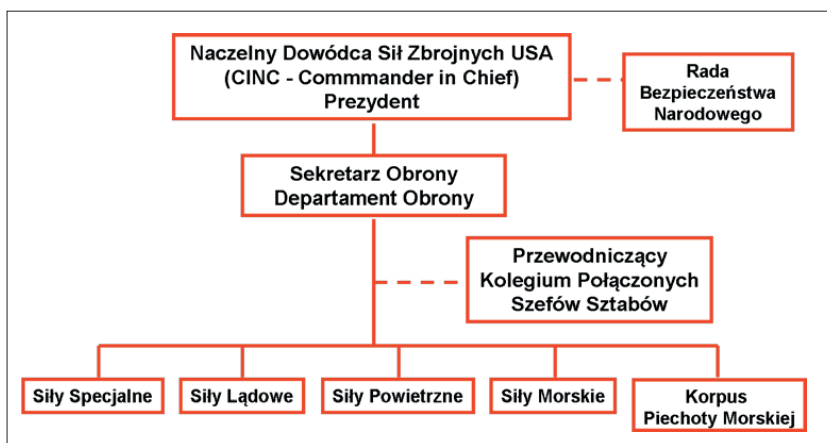 Naczelny Dowódca Sił Zbrojnych USA
(CINC - Commmander in Chief)
Prezydent
Rada
Bezpieczeństwa
Narodowego
Sekretarz Obrony
Departament Obrony
Przewodniczący
Kolegium Połączonych
Szefów Sztabów
Siły Specjalne
Siły Lądowe
Siły Powietrzne
Siły Morskie
Korpus
Piechoty Morskiej